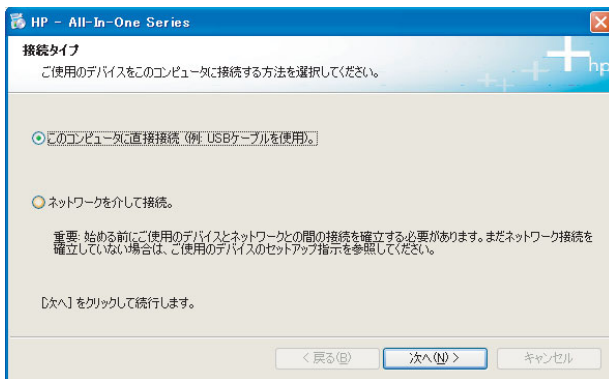 HP - All-In-One Series
接続タイプ
ご使用のデバイスをこのコンピュータに接続する方法を選択してください。
hp
このコンピュータに直接接続 (例: USBケーブルを使用)。
ネットワークを介して接続。
重要: 始める前にご使用のデバイスとネットワークとの間の接続を確立する必要があります。まだネットワーク接続を
確立していない場合は、ご使用のデバイスのセットアップ指示を参照してください。
[次へ] をクリックして続行します。
< 戻る(B)
次へ(N) >
キャンセル